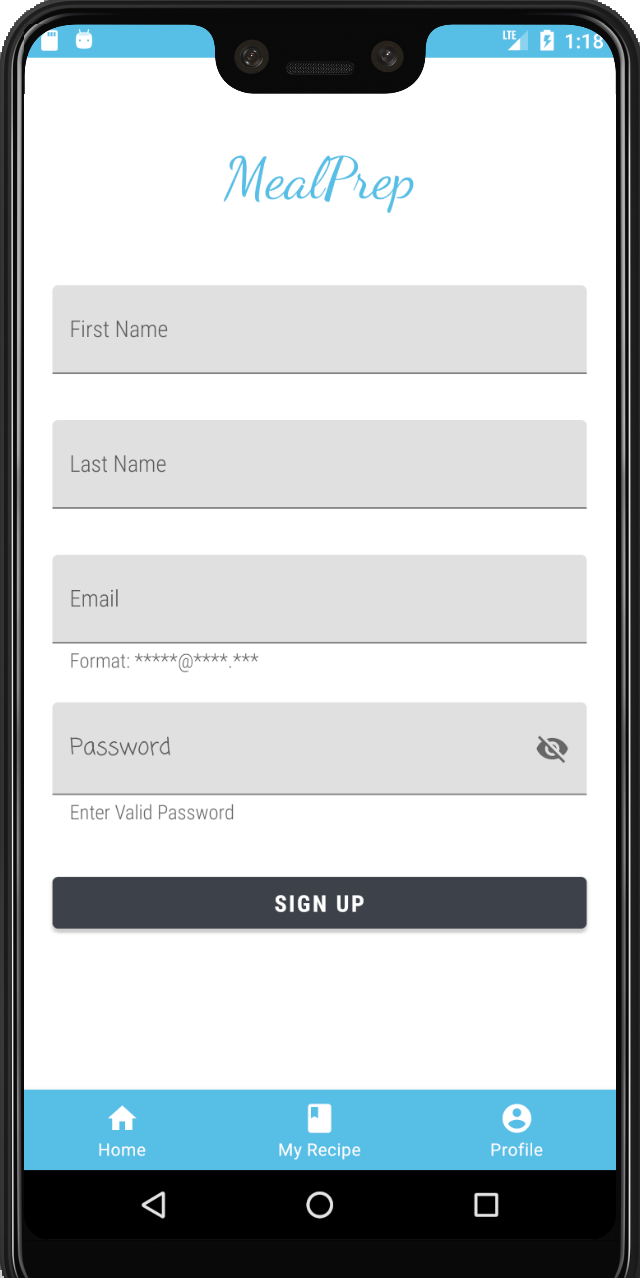 LTE 1:18
MealPrep
First Name
Last Name
Email
Format: *****@****.***
Password
Enter Valid Password
SIGN UP
Home My Recipe Profile